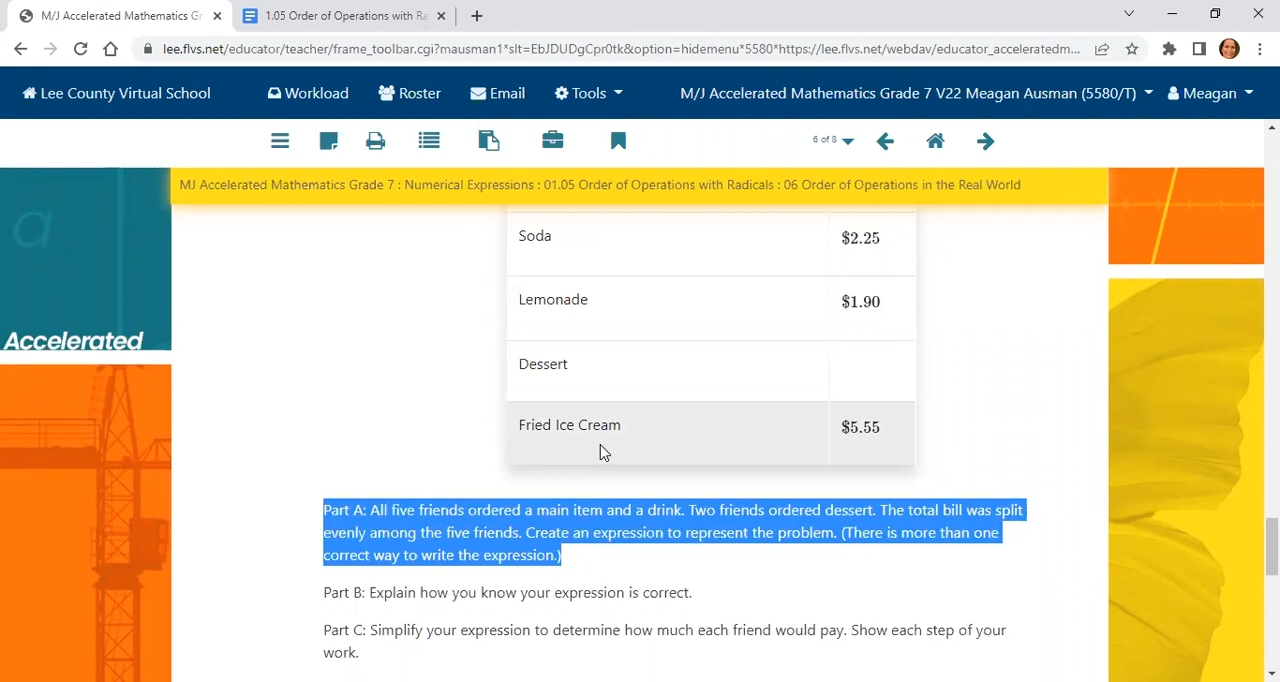 M/J Accelerated Mathematics Gr
1.05 Order of Operations with Ra
lee.flvs.net/educator/teacher/frame_toolbar.cgi?mausman1*slt=EbJDUDgCpr0tk&option=hidemenu*5580*https://lee.flvs.net/webdav/educator_acceleratedm...
Lee County Virtual School
Workload
Roster
Email
Tools
M/J Accelerated Mathematics Grade 7 V22 Meagan Ausman (5580/T)
Meagan
6 of 8
MJ Accelerated Mathematics Grade 7 : Numerical Expressions : 01.05 Order of Operations with Radicals : 06 Order of Operations in the Real World
a
Accelerated
Soda $2.25
Lemonade $1.90
Dessert
Fried Ice Cream $5.55
Part A: All five friends ordered a main item and a drink. Two friends ordered dessert. The total bill was split
evenly among the five friends. Create an expression to represent the problem. (There is more than one
correct way to write the expression.)
Part B: Explain how you know your expression is correct.
Part C: Simplify your expression to determine how much each friend would pay. Show each step of your
work.